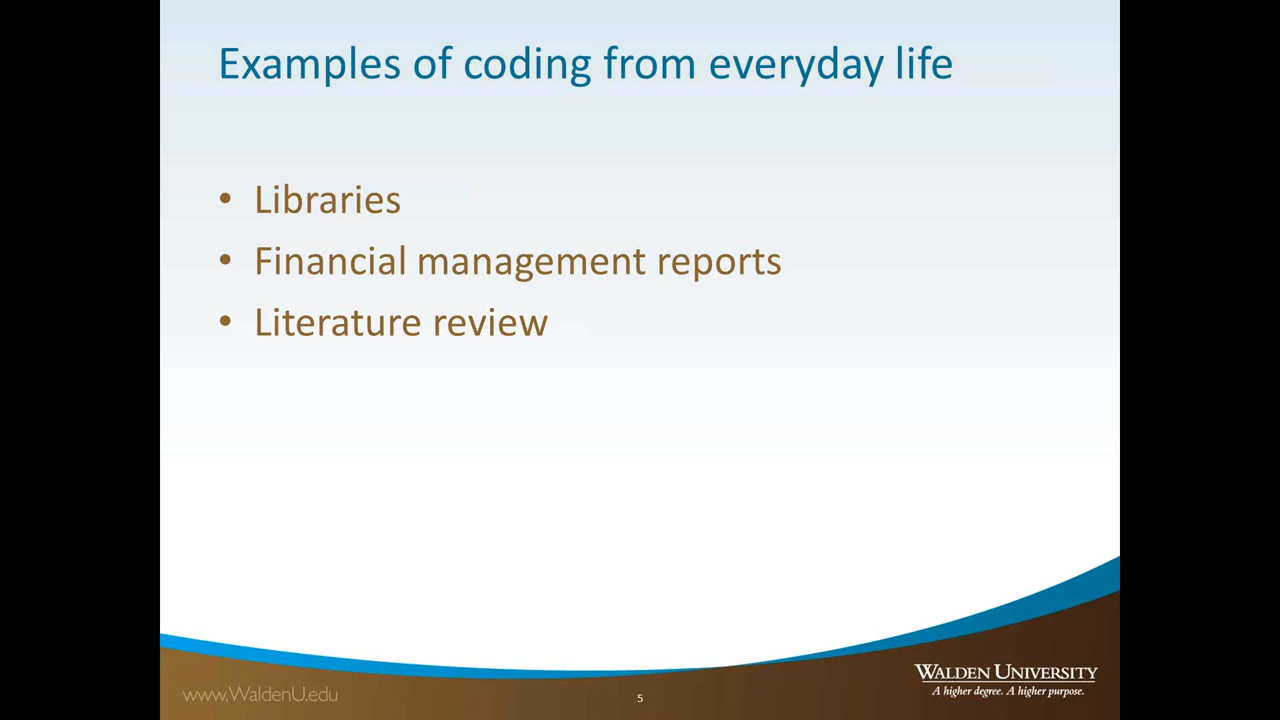 Examples of coding from everyday life
• Libraries
• Financial management reports
• Literature review
www.WaldenU.edu
5
WALDEN UNIVERSITY
A higher degree. A higher purpose.